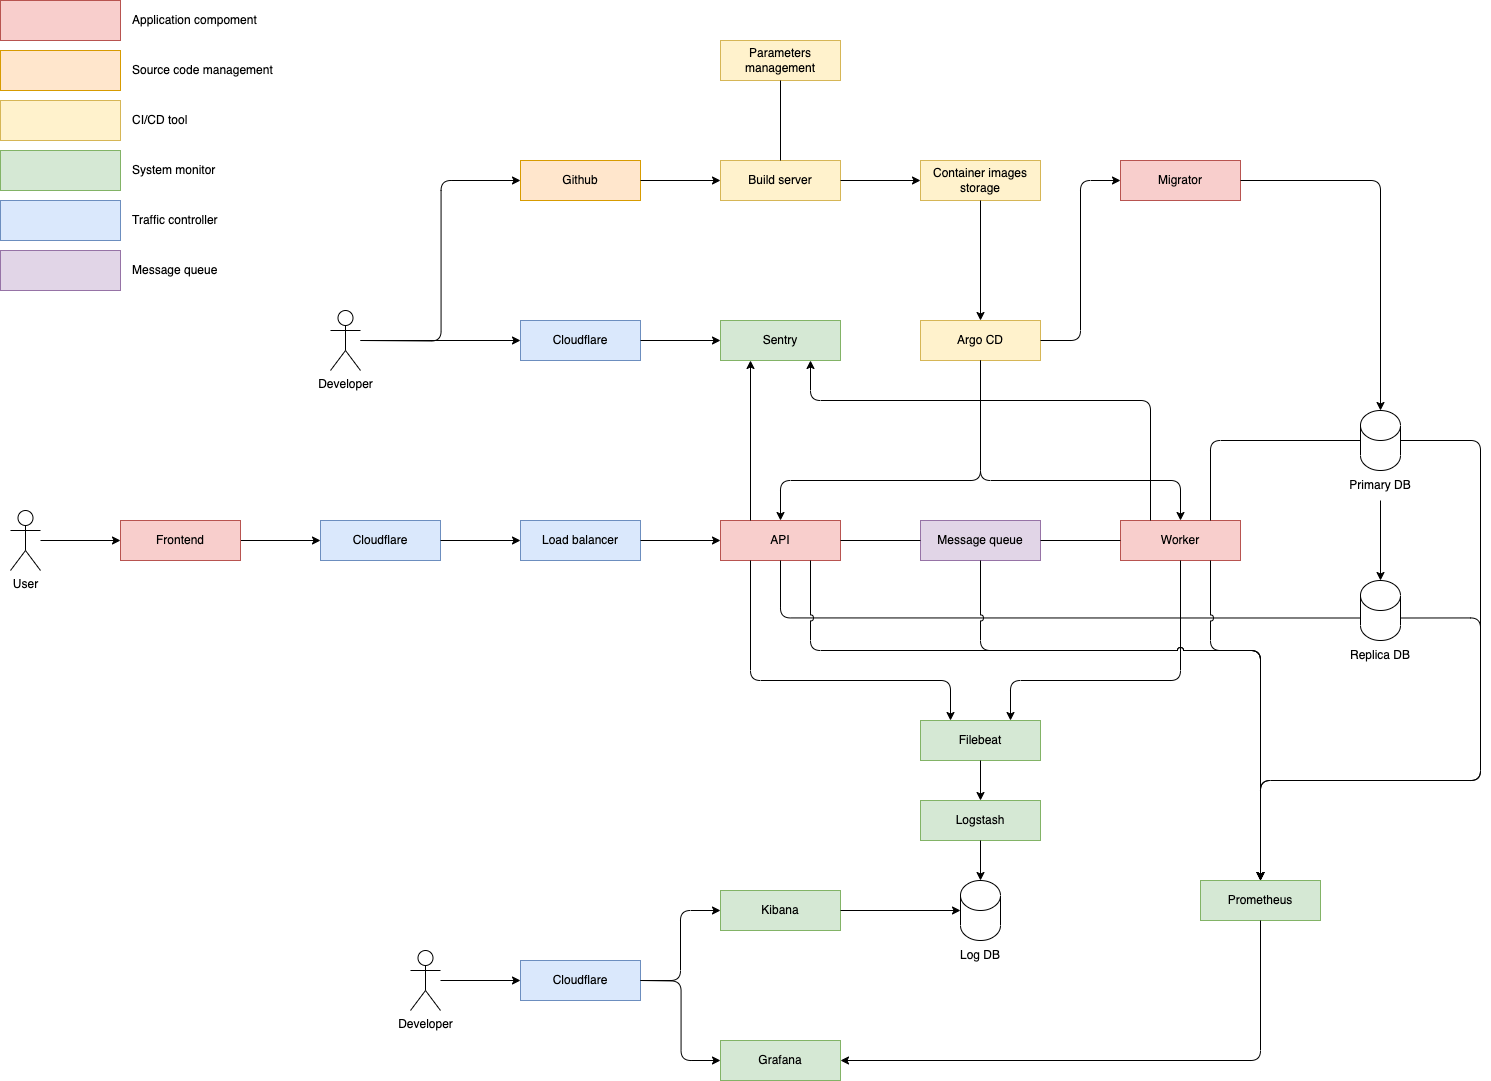 Application compoment
Source code management
CI/CD tool
System monitor
Traffic controller
Message queue
Parameters
management
Github
Build server
Container images
storage
Migrator
Developer
Cloudflare
Sentry
Argo CD
Primary DB
User
Frontend
Cloudflare
Load balancer
API
Message queue
Worker
Replica DB
Filebeat
Logstash
Kibana
Log DB
Prometheus
Developer
Cloudflare
Grafana